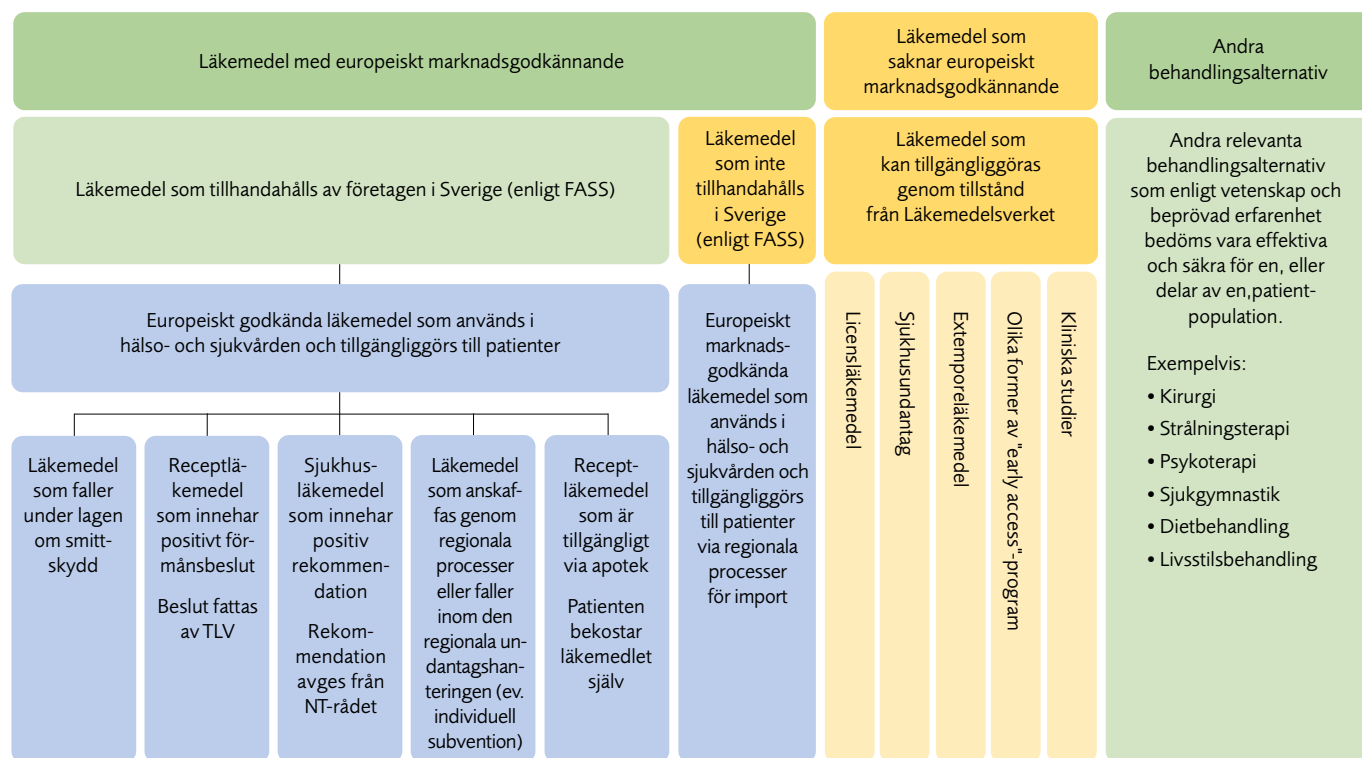 Läkemedel med europeiskt marknadsgodkännande
Läkemedel som
saknar europeiskt
marknadsgodkännande
Andra
behandlingsalternativ
Läkemedel som tillhandahålls av företagen i Sverige (enligt FASS)
Läkemedel
som inte
tillhandahålls
i Sverige
(enligt FASS)
Läkemedel som
kan tillgängliggöras
genom tillstånd
från Läkemedelsverket
Andra relevanta
behandlingsalternativ
som enligt vetenskap och
beprövad erfarenhet
bedöms vara effektiva
och säkra för en, eller
delar av en,patient-
population.
Exempelvis:
• Kirurgi
• Strålningsterapi
• Psykoterapi
• Sjukgymnastik
• Dietbehandling
• Livsstilsbehandling
Europeiskt godkända läkemedel som används i
hälso- och sjukvården och tillgängliggörs till patienter
Läkemedel
som faller
under lagen
om smitt-
skydd
Receptlä-
kemedel
som innehar
positivt för-
månsbeslut
Beslut fattas
av TLV
Sjukhus-
läkemedel
som innehar
positiv
rekommen-
dation
Rekom-
mendation
avges från
NT-rådet
Läkemedel
som anskaf-
fas genom
regionala
processer
eller faller
inom den
regionala un-
dantagshan-
teringen (ev.
individuell
subvention)
Recept-
läkemedel
som är
tillgängligt
via apotek
Patienten
bekostar
läkemedlet
själv
Europeiskt
marknads-
godkända
läkemedel som
används i
hälso- och
sjukvården och
tillgängliggörs
till patienter
via regionala
processer
för import
Licensläkemedel
Sjukhusundantag
Extemporeläkemedel
Olika former av "early access"-program
Kliniska studier